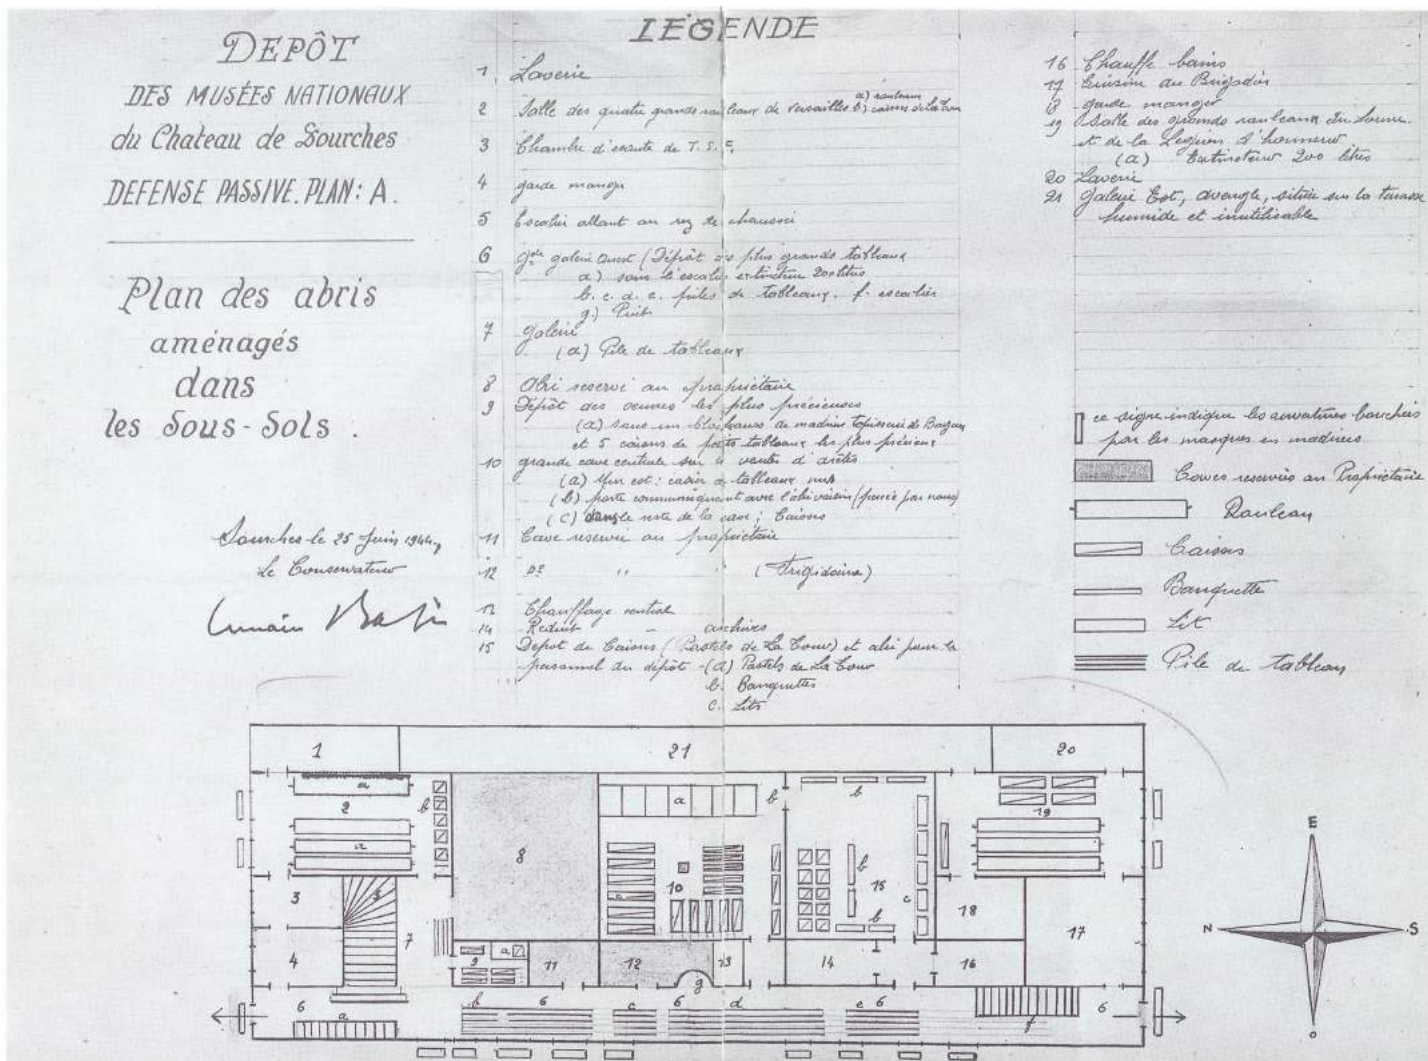 DEPÔT
DES MUSÉES NATIONAUX
du Chateau de Sourches
DEFENSE PASSIVE. PLAN: A.
Plan des abris
aménagés
dans
les Sous-Sols.
Sourches le 25 Juin 1944,
Le Conservateur
LEGENDE
1 Laverie
2 Salle des quatre grands rouleaux de Versailles a) rouleaux b) caisses de La Tour
3 Chambre d'ecoute de T.S.F.
4 garde manger
5 Escalier allant au rez de chaussée
6 gde galerie Ouest (Dépôt des plus grands tableaux
a) sous l'escalier extincteur 200 litres
b. c. d. e. piles de tableaux. f. escalier
g.) Puit
7 Galerie
(a) Pile de tableaux
8 Abri reservé au propriétaire
9 Dépôt des oeuvres les plus précieuses
(a) dans un blockhaus de madriers tapisserie de Bayeux
et 5 caisses de petits tableaux les plus précieux
10 grande cave centrale sur 4 voutes d'arêtes
(a) Mur est: casier à tableaux nus
(b) porte communiquant avec l'abri voisin (percée par nous)
(c) dans le reste de la cave; Caisses
11 Cave reservée au propriétaire
12 do " (Frigidaire)
13 Chauffage central
14 Reduit - archives
15 Depot de Caisses (Pastels de La Tour) et abri pour le
personnel du dépôt - (a) Pastels de La Tour
b. Banquettes
c. Lits
16 Chauffe bains
17 Cuisine du Brigadier
18 garde manger
19 Salle des grands rouleaux du Louvre
et de la Legion d'honneur
(a) Extincteur 200 litres
20 Laverie
21 Galerie Est, aveugle, située sur la terrasse
humide et inutilisable
ce signe indique les ouvertures bouchées
par les masques en madriers
Caves reservées au Propriétaire
Rouleau
Caisses
Banquette
Lit
Pile de tableaux
1 21 20
a b a b b 19
2
a 8 b
3 5 10 c 15 c 18
7 b 17
4 9 a 11 12 13 14 16
g
6 a b 6 c 6 d e 6 f 6
E
N S
O